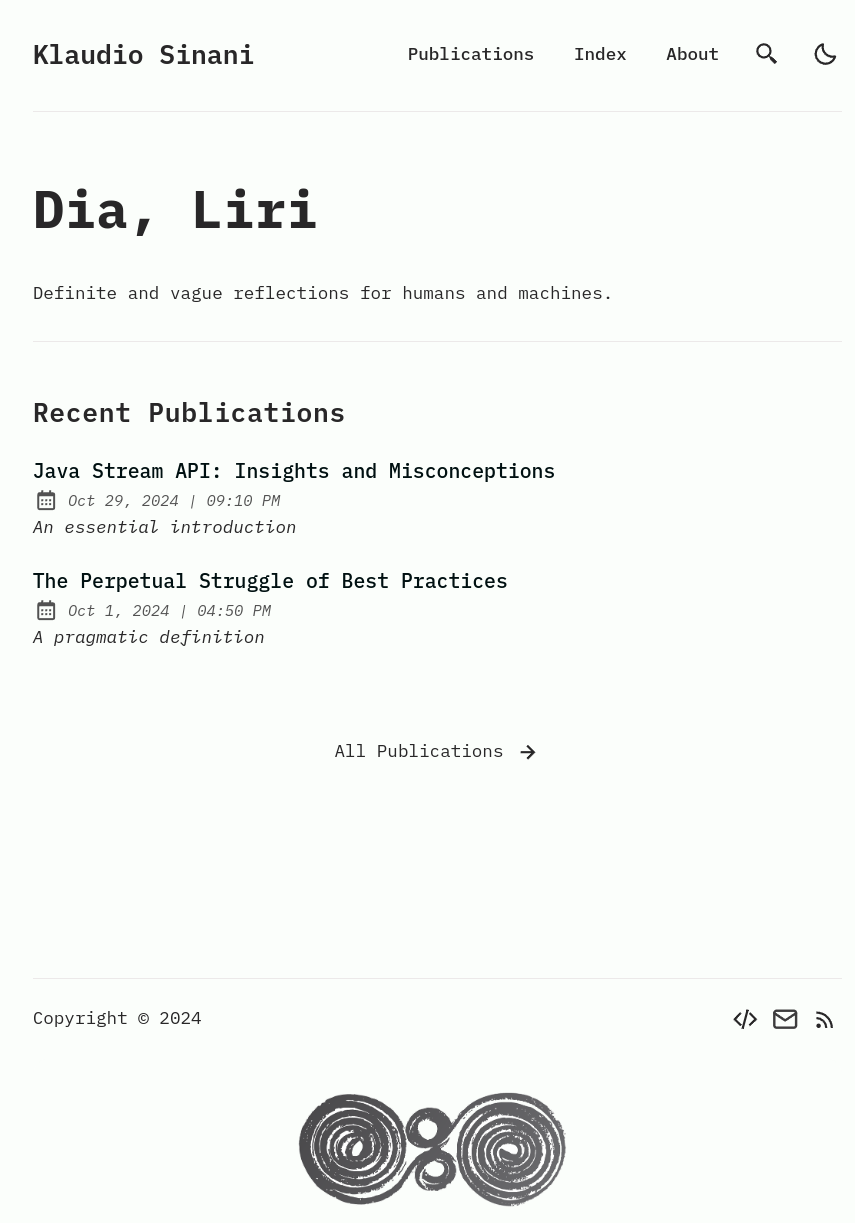 Klaudio Sinani
Publications Index About
Dia, Liri
Definite and vague reflections for humans and machines.
Recent Publications
Java Stream API: Insights and Misconceptions
Oct 29, 2024 | 09:10 PM
An essential introduction
The Perpetual Struggle of Best Practices
Oct 1, 2024 | 04:50 PM
A pragmatic definition
All Publications
Copyright © 2024